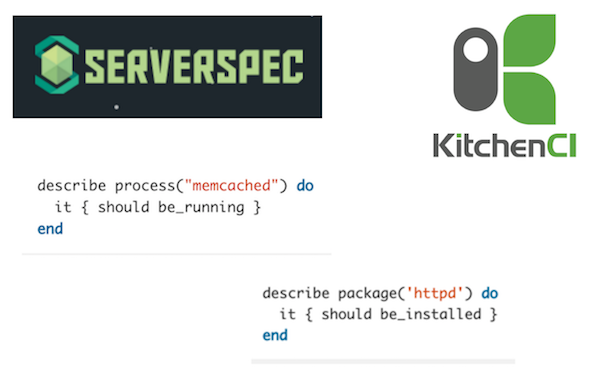 SERVERSPEC
KitchenCI
describe process("memcached") do
  it { should be_running }
end
describe package('httpd') do
  it { should be_installed }
end